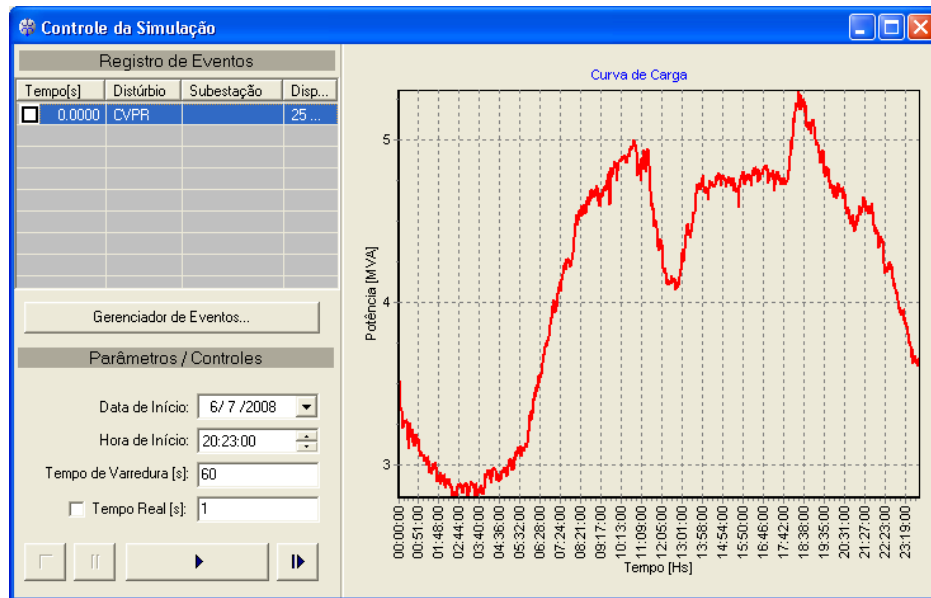 Controle da Simulação
Registro de Eventos
Tempo[s] Distúrbio Subestação Disp...
0.0000 CVPR 25 ...
Gerenciador de Eventos...
Parâmetros / Controles
Data de Início: 6/ 7 /2008
Hora de Início: 20:23:00
Tempo de Varredura [s]: 60
Tempo Real [s]: 1
Curva de Carga
Potência [MVA]
5
4
3
00:00:00 00:51:00 01:48:00 02:44:00 03:40:00 04:36:00 05:32:00 06:28:00 07:24:00 08:21:00 09:17:00 10:13:00 11:09:00 12:05:00 13:01:00 13:58:00 14:54:00 15:50:00 16:46:00 17:42:00 18:38:00 19:35:00 20:31:00 21:27:00 22:23:00 23:19:00
Tempo [Hs]